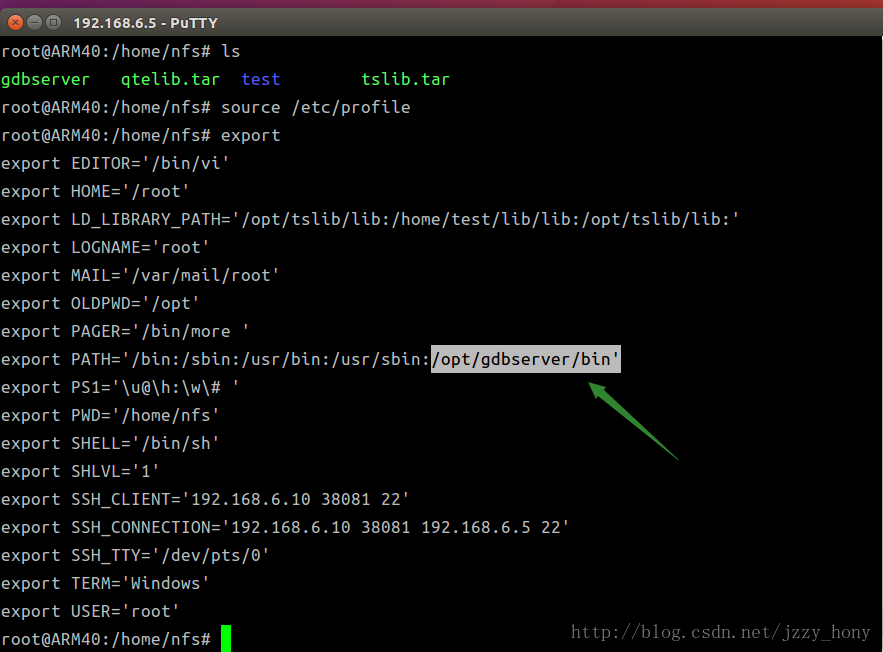 192.168.6.5 - PuTTY
root@ARM40:/home/nfs# ls
gdbserver   qtelib.tar  test        tslib.tar
root@ARM40:/home/nfs# source /etc/profile
root@ARM40:/home/nfs# export
export EDITOR='/bin/vi'
export HOME='/root'
export LD_LIBRARY_PATH='/opt/tslib/lib:/home/test/lib/lib:/opt/tslib/lib:'
export LOGNAME='root'
export MAIL='/var/mail/root'
export OLDPWD='/opt'
export PAGER='/bin/more '
export PATH='/bin:/sbin:/usr/bin:/usr/sbin:/opt/gdbserver/bin'
export PS1='\u@\h:\w\# '
export PWD='/home/nfs'
export SHELL='/bin/sh'
export SHLVL='1'
export SSH_CLIENT='192.168.6.10 38081 22'
export SSH_CONNECTION='192.168.6.10 38081 192.168.6.5 22'
export SSH_TTY='/dev/pts/0'
export TERM='Windows'
export USER='root'
root@ARM40:/home/nfs#
http://blog.csdn.net/jzzy_hony